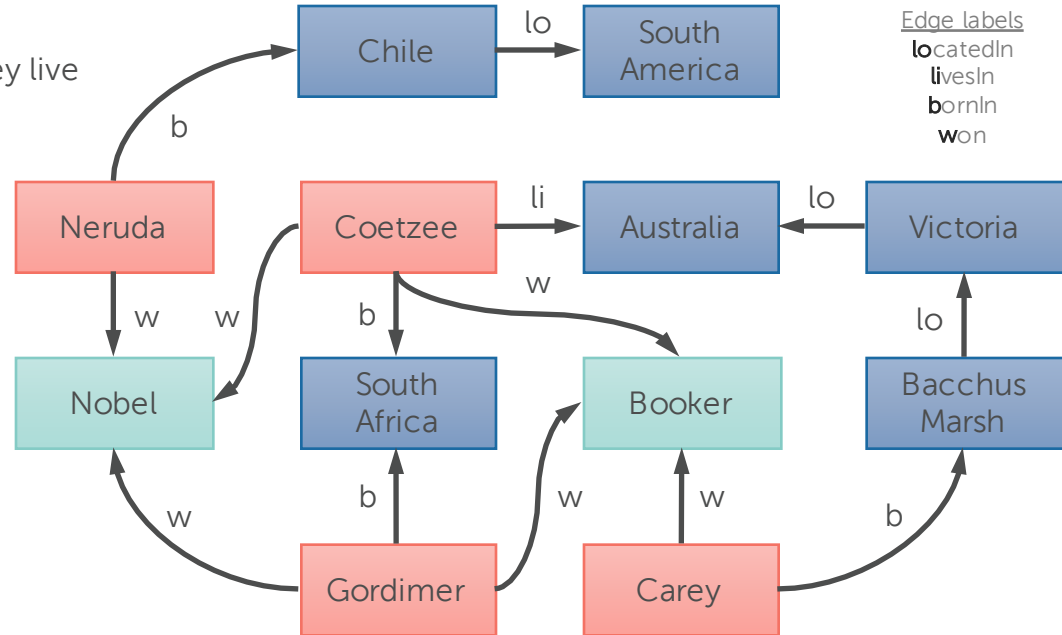 ey live
Chile
lo
South
America
Edge labels
locatedIn
livesIn
bornIn
won
b
Neruda
Coetzee
li
Australia
lo
Victoria
w
w
b
w
lo
Nobel
South
Africa
Booker
Bacchus
Marsh
w
b
w
w
b
Gordimer
Carey